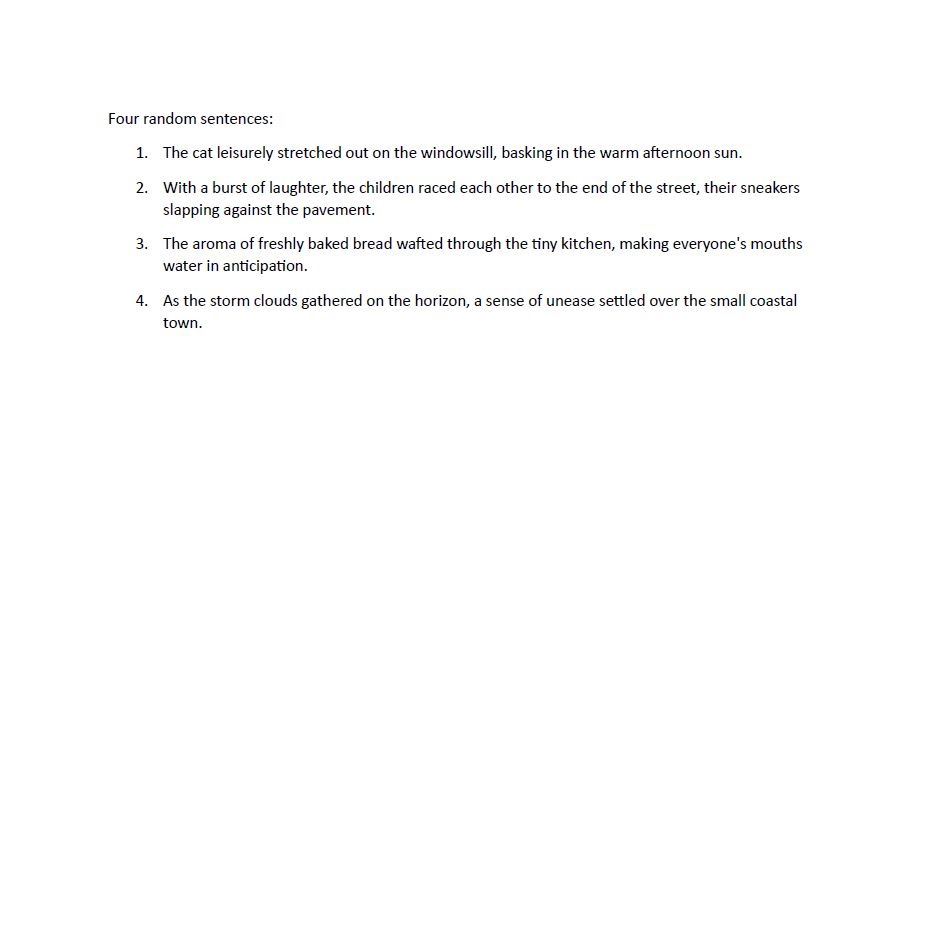 Four random sentences:
1. The cat leisurely stretched out on the windowsill, basking in the warm afternoon sun.
2. With a burst of laughter, the children raced each other to the end of the street, their sneakers
slapping against the pavement.
3. The aroma of freshly baked bread wafted through the tiny kitchen, making everyone's mouths
water in anticipation.
4. As the storm clouds gathered on the horizon, a sense of unease settled over the small coastal
town.